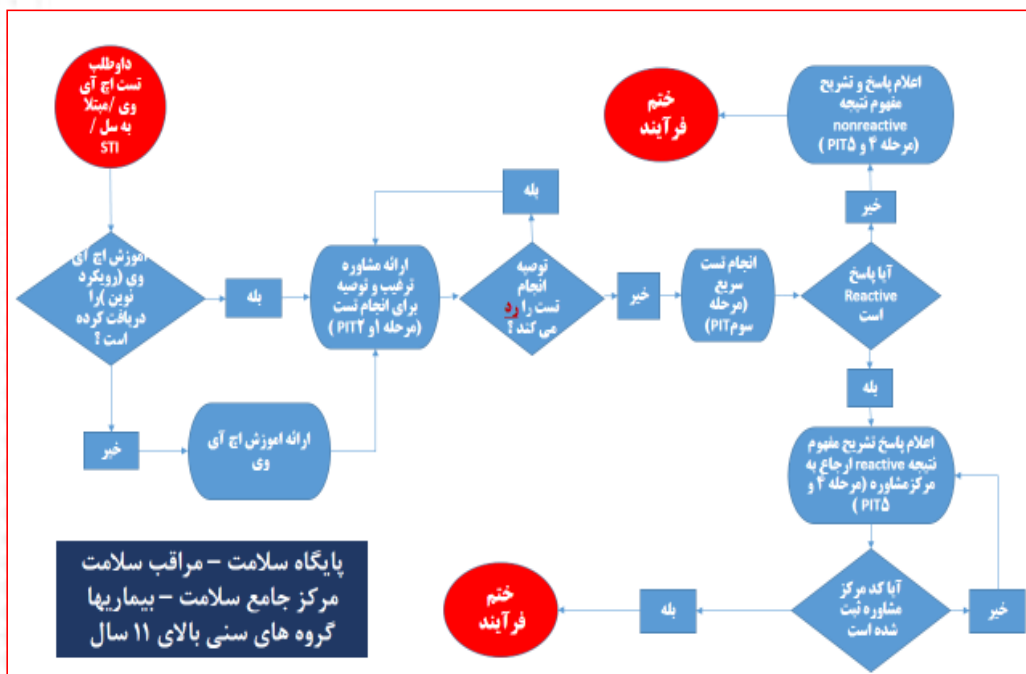 داوطلب
تست اچ آی
وی /مبتلا
به سل /
STI
آموزش اچ آی
وی (رویکرد
نوین )را
دریافت کرده
است ؟
بله
خیر
ارائه اموزش اچ آی
وی
ارائه مشاوره
ترغیب و توصیه
برای انجام تست
(مرحله ۱و ۲PIT )
بله
توصیه
انجام
تست را رد
می کند ؟
خیر
انجام تست
سریع
(مرحله
سومPIT)
آیا پاسخ
Reactive
است
خیر
اعلام پاسخ و تشریح
مفهوم نتیجه
nonreactive
(مرحله ۴ و ۵PIT )
ختم
فرآیند
بله
اعلام پاسخ تشریح مفهوم
نتیجه reactive ارجاع به
مرکزمشاوره (مرحله ۴ و
۵PIT )
آیا کد مرکز
مشاوره ثبت
شده است
خیر
بله
ختم
فرآیند
پایگاه سلامت – مراقب سلامت
مرکز جامع سلامت – بیماریها
گروه های سنی بالای ۱۱ سال